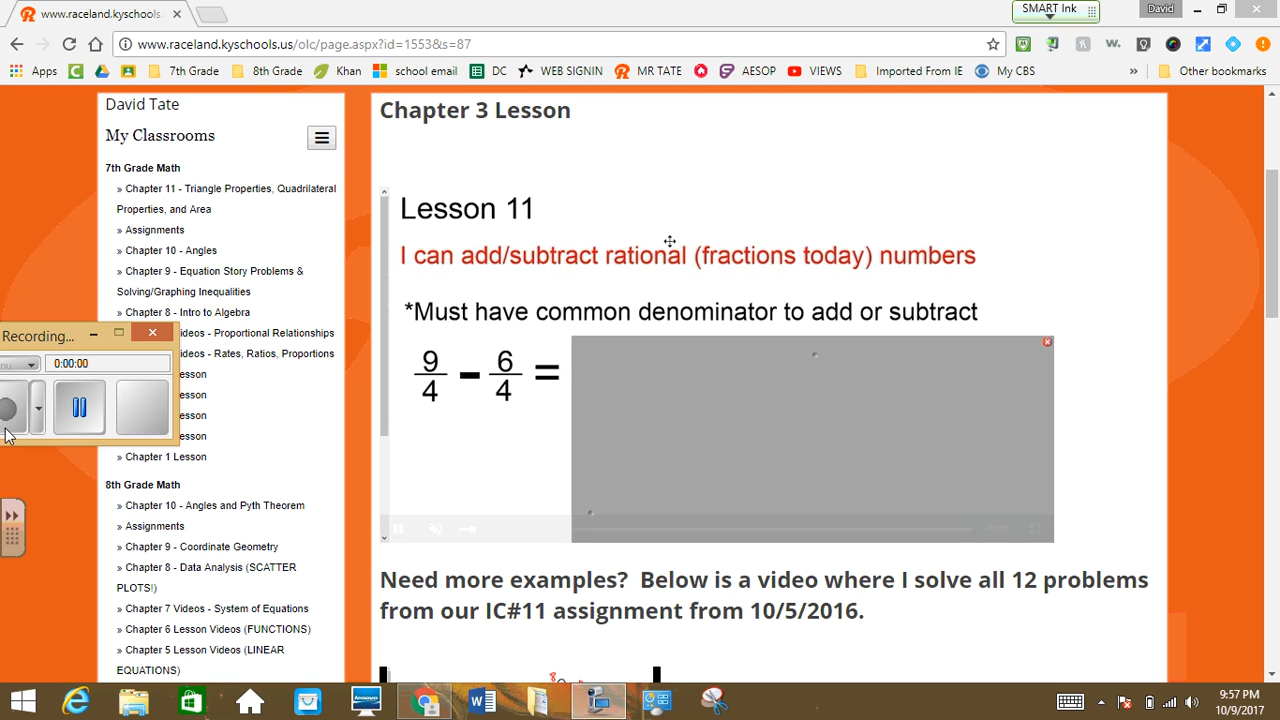 www.raceland.kyschools.us
SMART Ink
David
www.raceland.kyschools.us/olc/page.aspx?id=1553&s=87
Apps
7th Grade
8th Grade
Khan
school email
DC
WEB SIGNIN
MR TATE
AESOP
VIEWS
Imported From IE
My CBS
»
Other bookmarks
David Tate
My Classrooms
7th Grade Math
» Chapter 11 - Triangle Properties, Quadrilateral
Properties, and Area
» Assignments
» Chapter 10 - Angles
» Chapter 9 - Equation Story Problems &
Solving/Graphing Inequalities
» Chapter 8 - Intro to Algebra
videos - Proportional Relationships
videos - Rates, Ratios, Proportions
esson
esson
esson
esson
» Chapter 1 Lesson
8th Grade Math
» Chapter 10 - Angles and Pyth Theorem
» Assignments
» Chapter 9 - Coordinate Geometry
» Chapter 8 - Data Analysis (SCATTER
PLOTS!)
» Chapter 7 Videos - System of Equations
» Chapter 6 Lesson Videos (FUNCTIONS)
» Chapter 5 Lesson Videos (LINEAR
EQUATIONS)
Recording...
0:00:00
Chapter 3 Lesson
Lesson 11
I can add/subtract rational (fractions today) numbers
*Must have common denominator to add or subtract
9/4 - 6/4 =
Need more examples? Below is a video where I solve all 12 problems
from our IC#11 assignment from 10/5/2016.
9:57 PM
10/9/2017